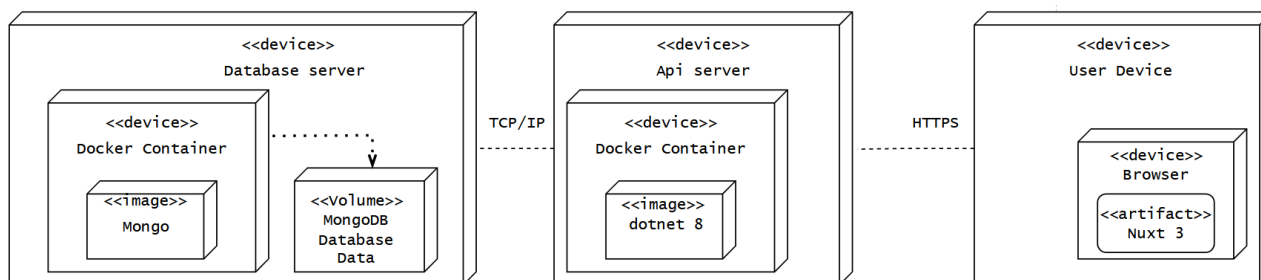 <<device>>
Database server
<<device>>
Docker Container
<<image>>
Mongo
<<Volume>>
MongoDB
Database
Data
TCP/IP
<<device>>
Api server
<<device>>
Docker Container
<<image>>
dotnet 8
HTTPS
<<device>>
User Device
<<device>>
Browser
<<artifact>>
Nuxt 3